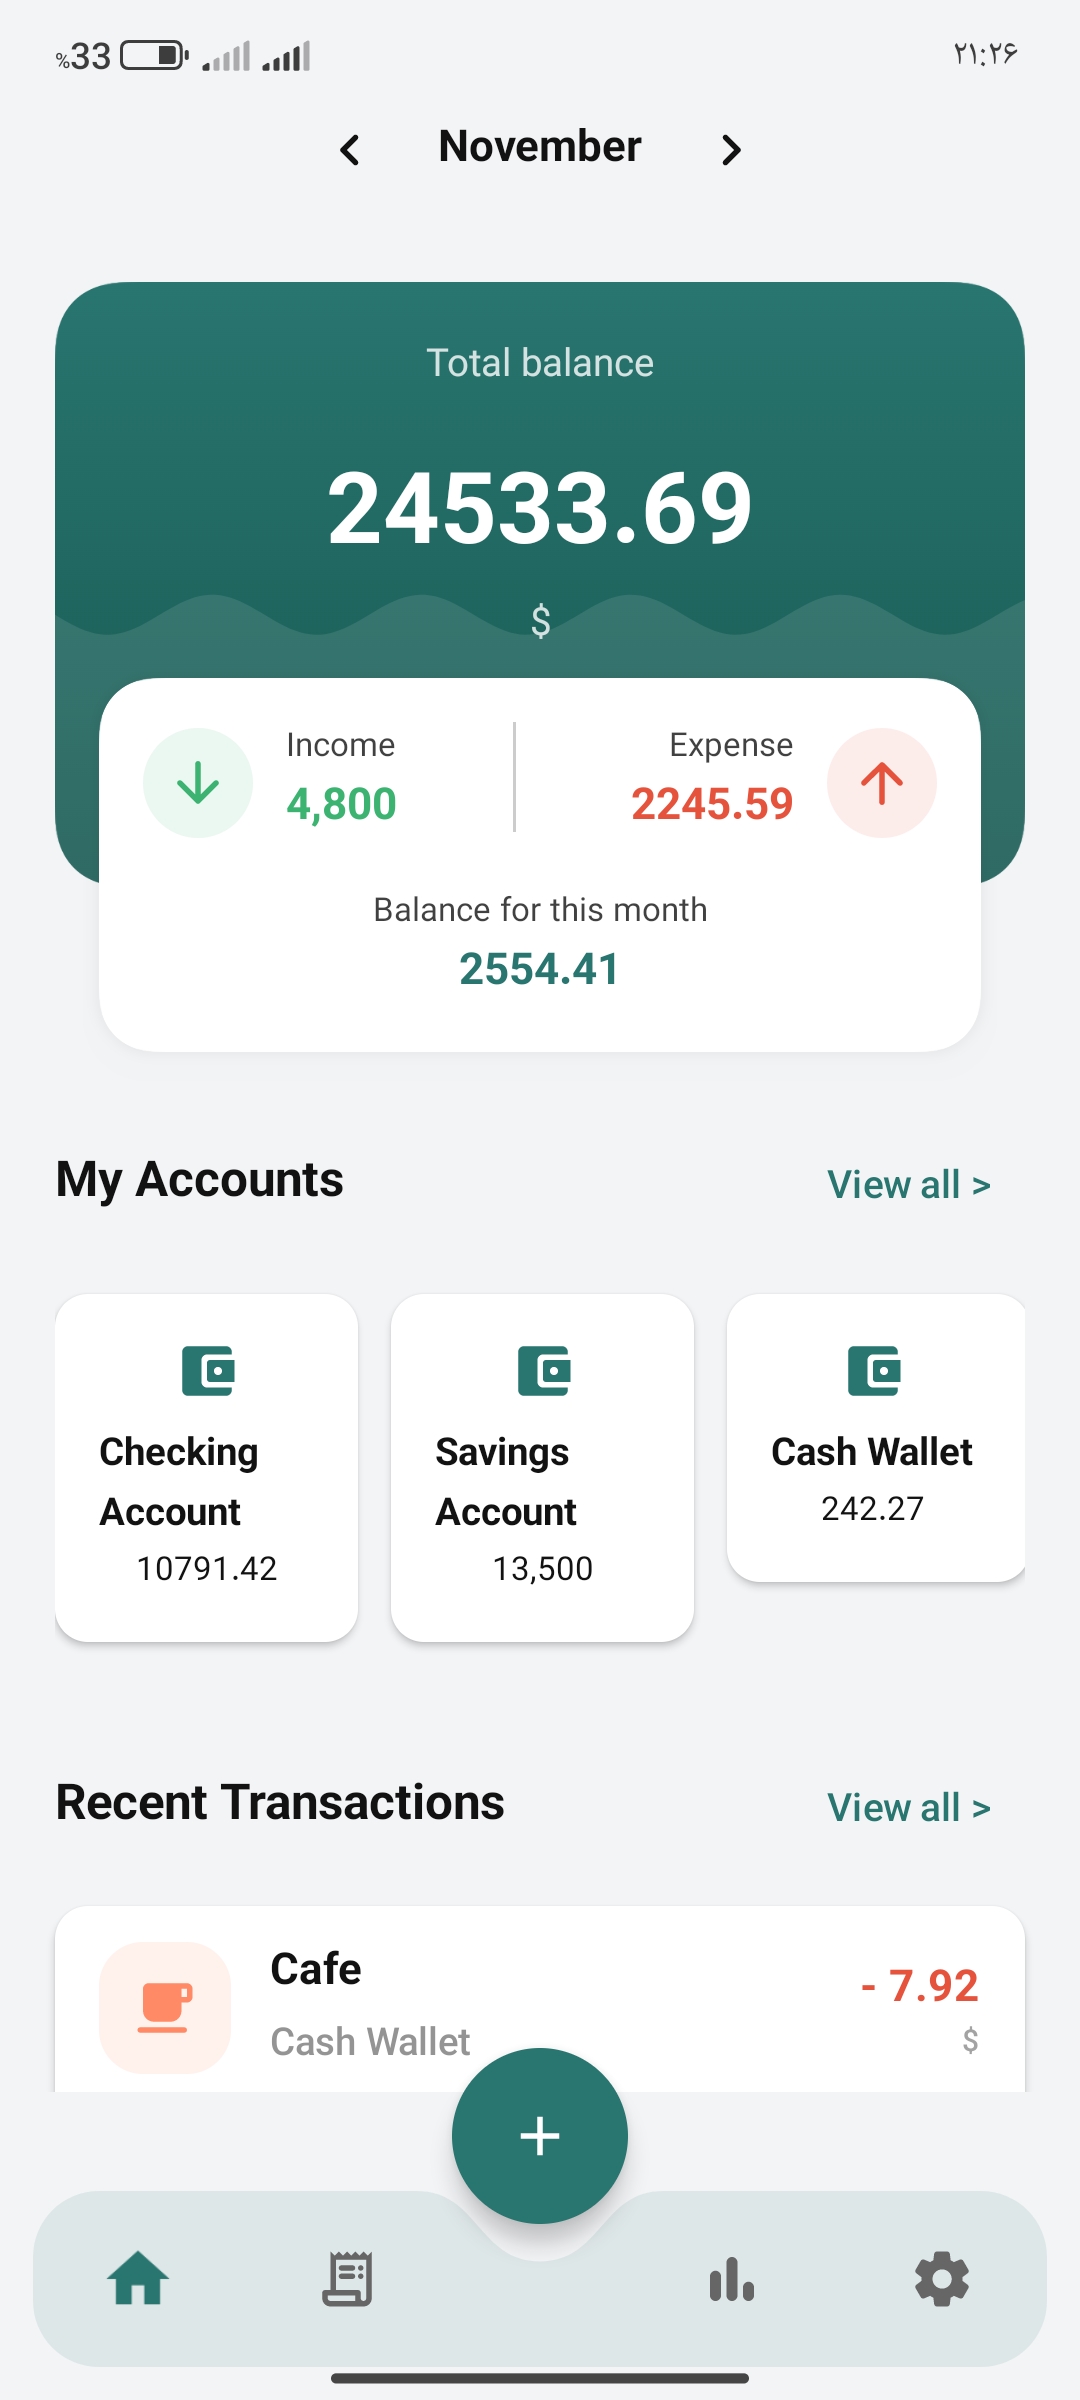 %33
۲۱:۲۶
November
Total balance
24533.69
$
Income
4,800
Expense
2245.59
Balance for this month
2554.41
My Accounts
View all >
Checking
Account
10791.42
Savings
Account
13,500
Cash Wallet
242.27
Recent Transactions
View all >
Cafe
- 7.92
Cash Wallet
$